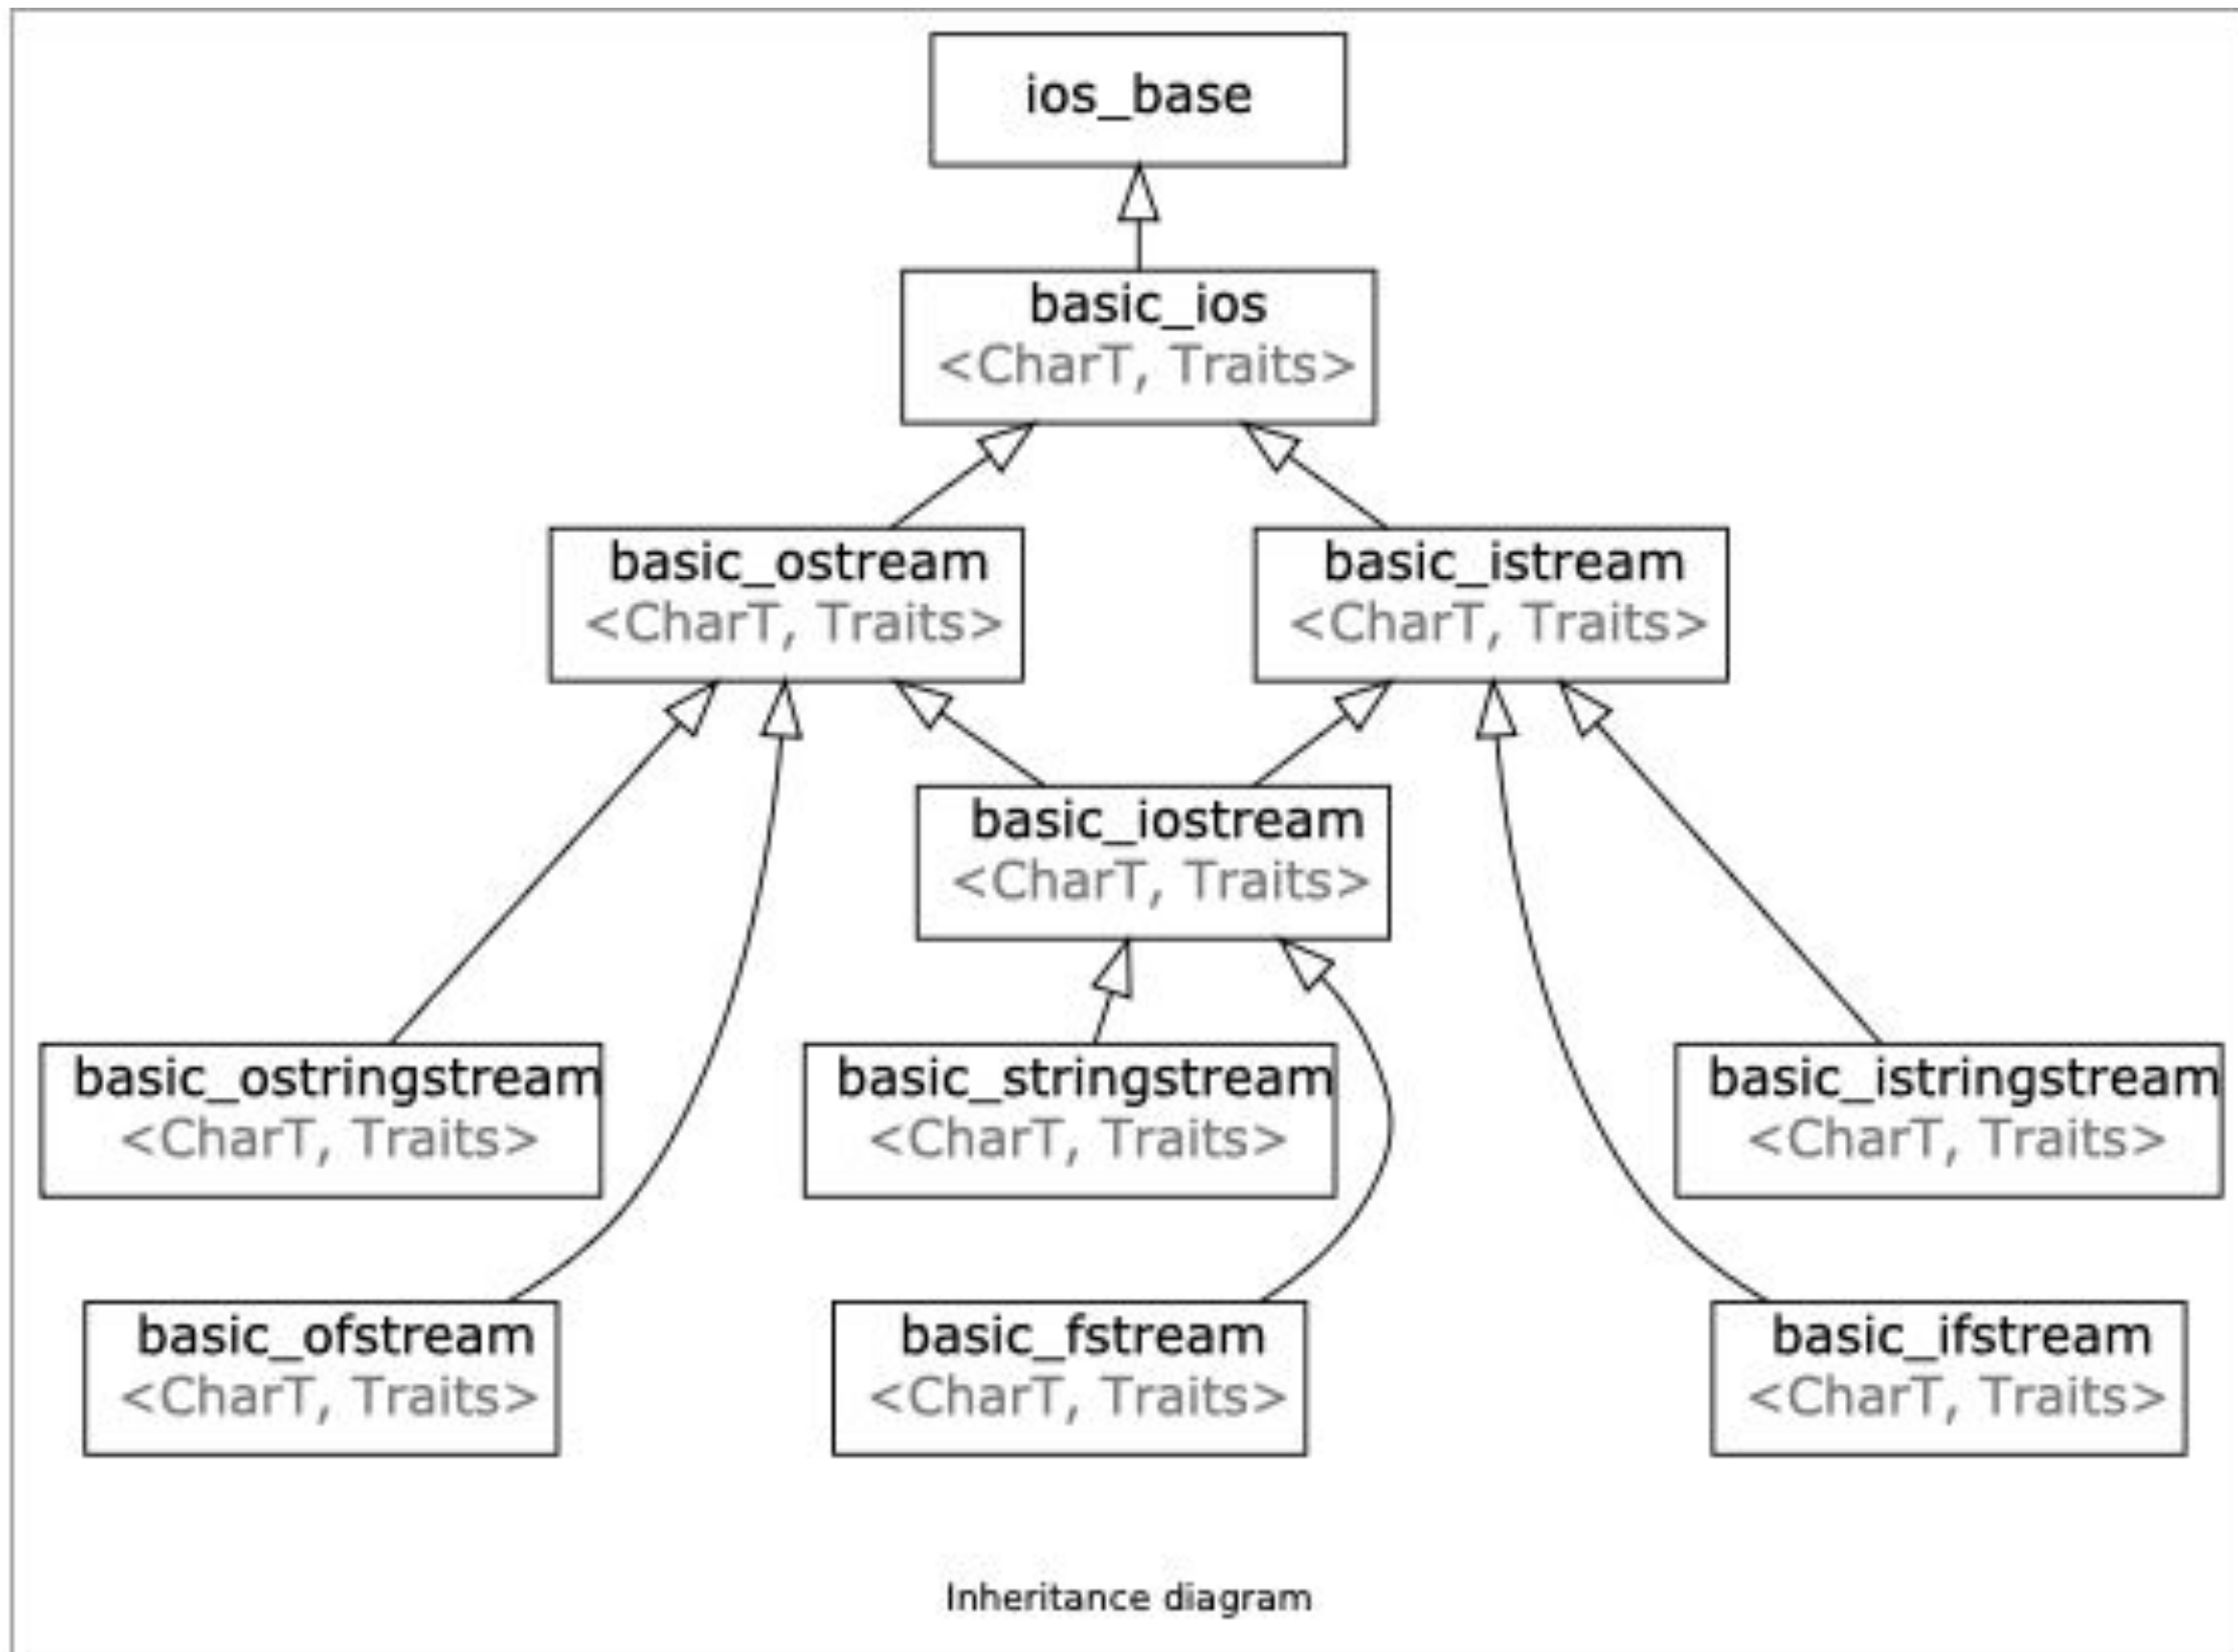 ios_base
basic_ios
<CharT, Traits>
basic_ostream
<CharT, Traits>
basic_istream
<CharT, Traits>
basic_iostream
<CharT, Traits>
basic_ostringstream
<CharT, Traits>
basic_stringstream
<CharT, Traits>
basic_istringstream
<CharT, Traits>
basic_ofstream
<CharT, Traits>
basic_fstream
<CharT, Traits>
basic_ifstream
<CharT, Traits>
Inheritance diagram